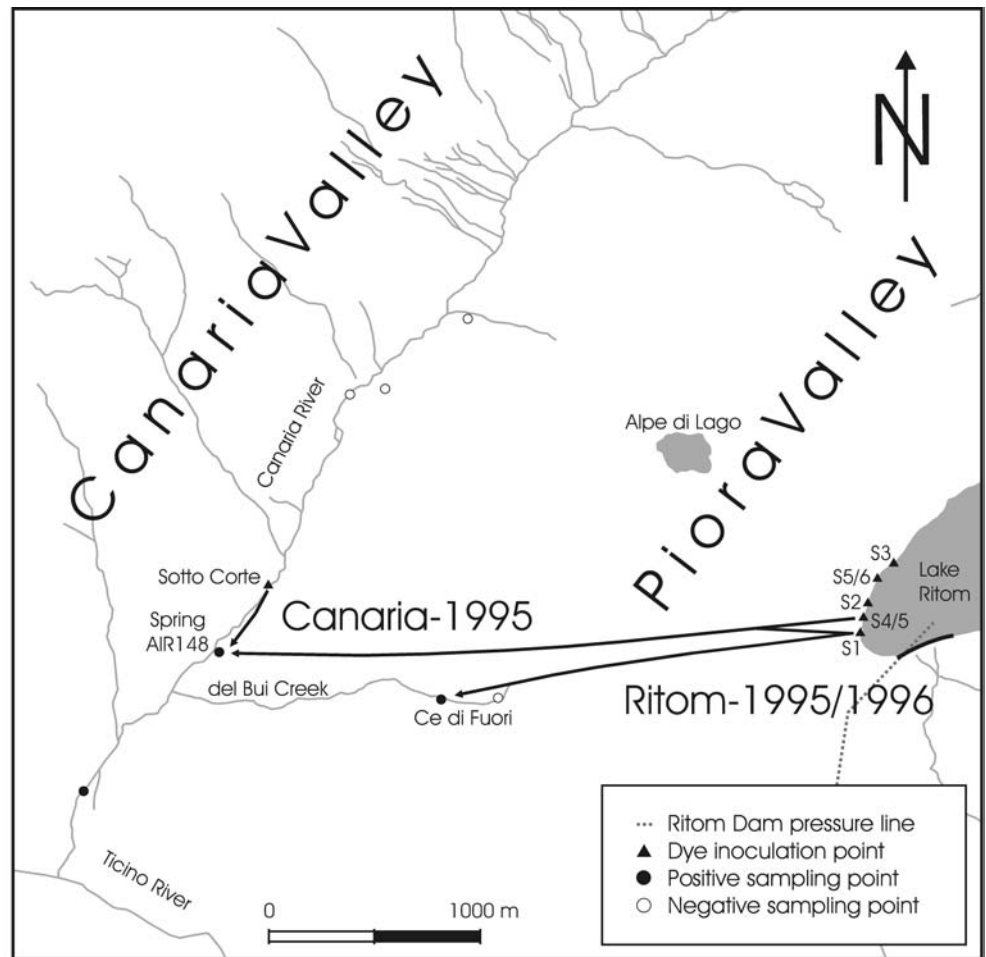 Canaria Valley
N
Piora Valley
Canaria River
Alpe di Lago
Sotto Corte
S3
S5/6
Lake
Ritom
S2
Canaria-1995
S4/5
Spring
AIR148
S1
del Bui Creek
Ritom-1995/1996
Ce di Fuori
Ritom Dam pressure line
Dye inoculation point
Positive sampling point
Negative sampling point
Ticino River
0 1000 m